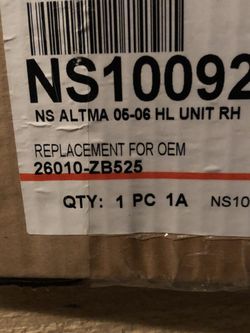 NS10092
NS ALTMA 05-06 HL UNIT RH
REPLACEMENT FOR OEM
26010-ZB525
QTY: 1 PC 1A
NS10